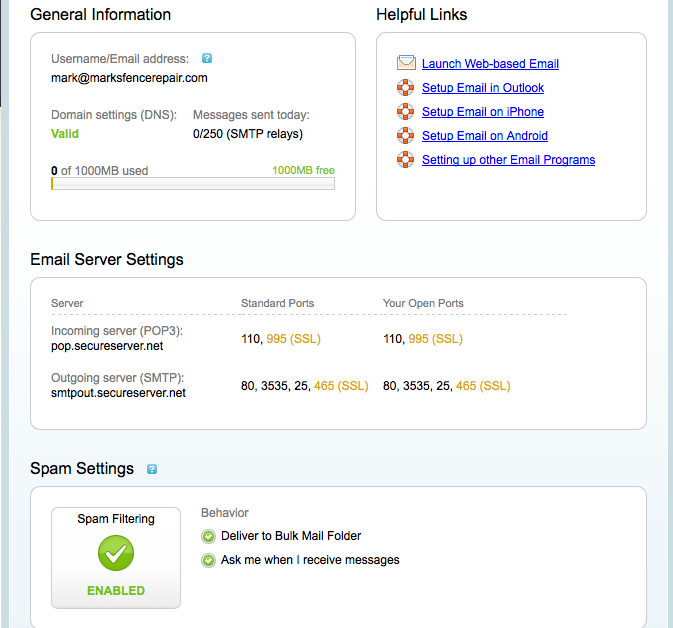 General Information
Helpful Links
Username/Email address: ?
mark@marksfencerepair.com
Domain settings (DNS): Messages sent today:
Valid 0/250 (SMTP relays)
0 of 1000MB used 1000MB free
Launch Web-based Email
Setup Email in Outlook
Setup Email on iPhone
Setup Email on Android
Setting up other Email Programs
Email Server Settings
Server Standard Ports Your Open Ports
Incoming server (POP3):
pop.secureserver.net
110, 995 (SSL) 110, 995 (SSL)
Outgoing server (SMTP):
smtpout.secureserver.net
80, 3535, 25, 465 (SSL) 80, 3535, 25, 465 (SSL)
Spam Settings ?
Spam Filtering
ENABLED
Behavior
Deliver to Bulk Mail Folder
Ask me when I receive messages